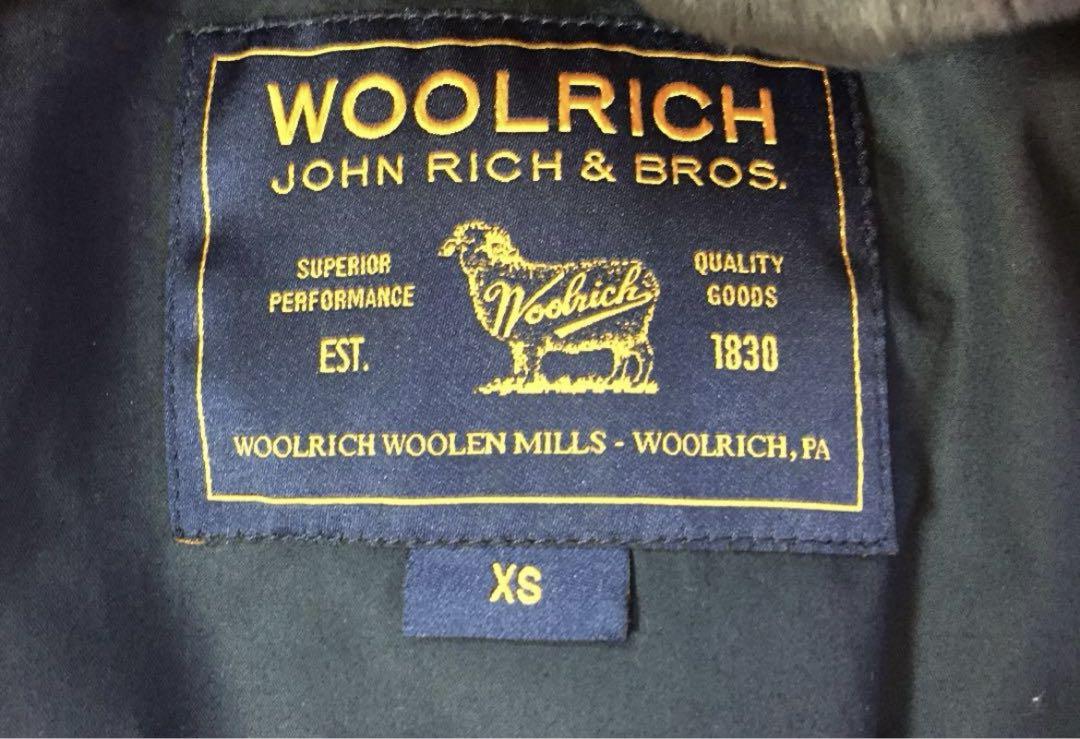 WOOLRICH
JOHN RICH & BROS.
SUPERIOR
PERFORMANCE
EST.
Woolrich
QUALITY
GOODS
1830
WOOLRICH WOOLEN MILLS - WOOLRICH, PA
XS